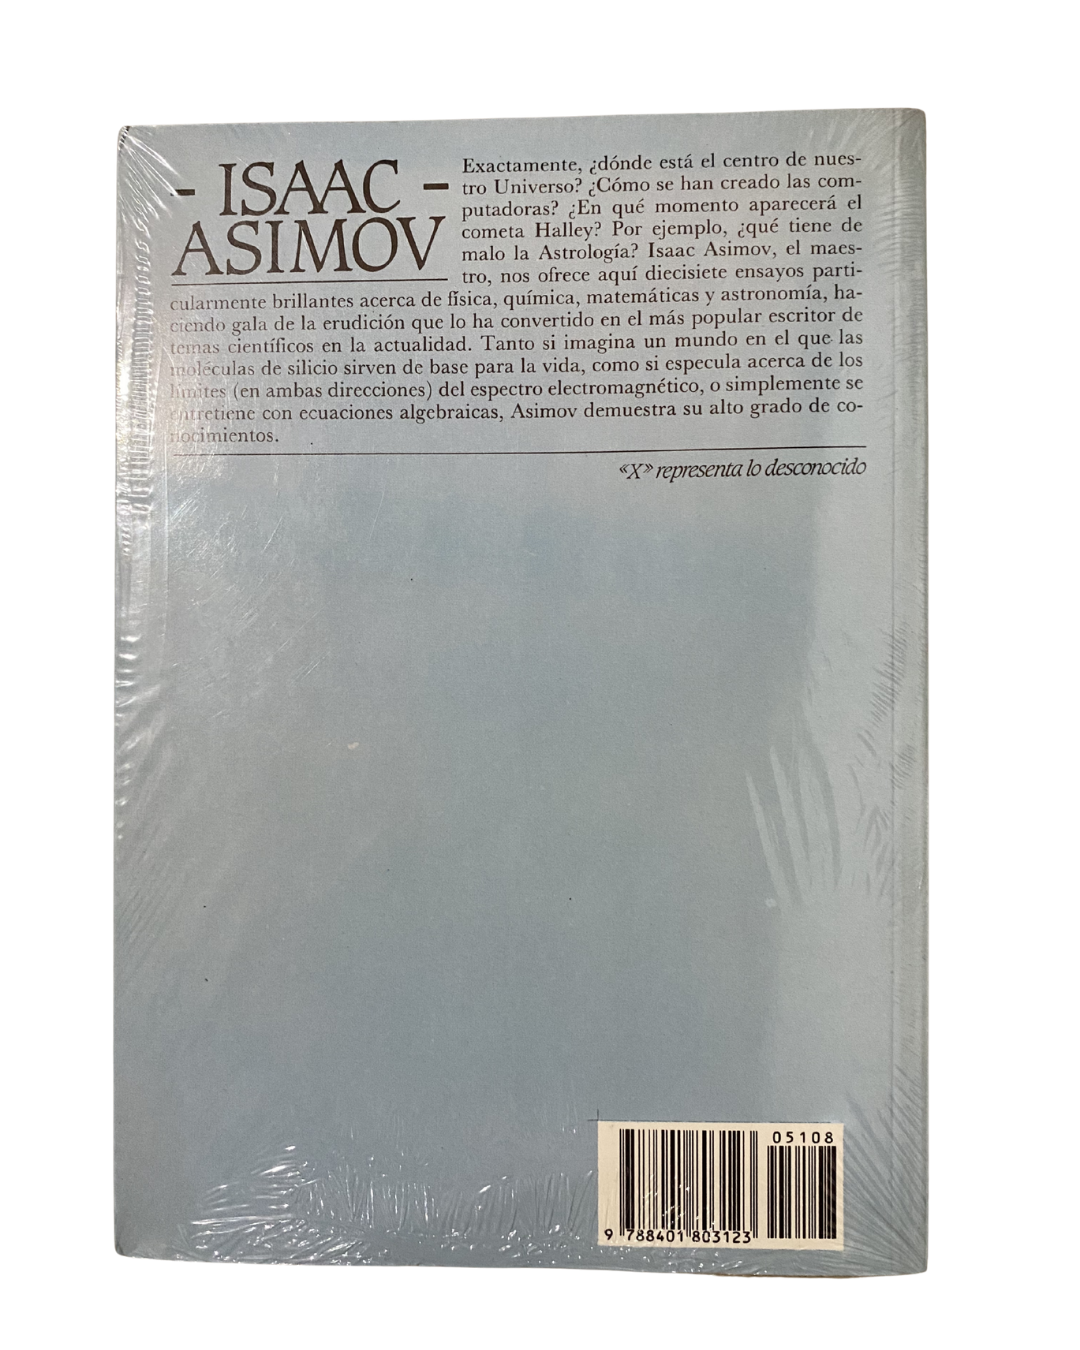 - ISAAC -
ASIMOV
Exactamente, ¿dónde está el centro de nues-
tro Universo? ¿Cómo se han creado las com-
putadoras? ¿En qué momento aparecerá el
cometa Halley? Por ejemplo, ¿qué tiene de
malo la Astrología? Isaac Asimov, el maes-
tro, nos ofrece aquí diecisiete ensayos parti-
cularmente brillantes acerca de física, química, matemáticas y astronomía, ha-
ciendo gala de la erudición que lo ha convertido en el más popular escritor de
temas científicos en la actualidad. Tanto si imagina un mundo en el que las
moléculas de silicio sirven de base para la vida, como si especula acerca de los
límites (en ambas direcciones) del espectro electromagnético, o simplemente se
entretiene con ecuaciones algebraicas, Asimov demuestra su alto grado de co-
nocimientos.
«X» representa lo desconocido
05108
9 788401 803123